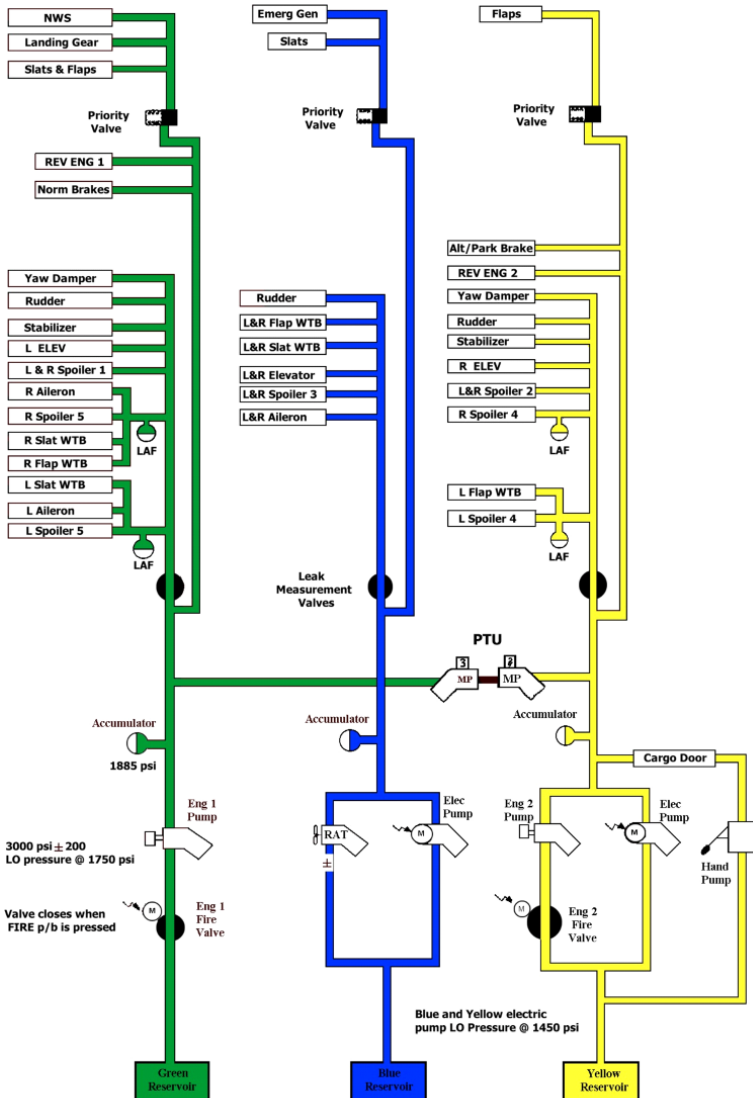 NWS
Landing Gear
Slats & Flaps
Priority
Valve
REV ENG 1
Norm Brakes
Yaw Damper
Rudder
Stabilizer
L ELEV
L & R Spoiler 1
R Aileron
R Spoiler 5
R Slat WTB
R Flap WTB
LAF
L Slat WTB
L Aileron
L Spoiler 5
LAF
Emerg Gen
Slats
Priority
Valve
Rudder
L&R Flap WTB
L&R Slat WTB
L&R Elevator
L&R Spoiler 3
L&R Aileron
Leak
Measurement
Valves
Flaps
Priority
Valve
Alt/Park Brake
REV ENG 2
Yaw Damper
Rudder
Stabilizer
R ELEV
L&R Spoiler 2
R Spoiler 4
LAF
L Flap WTB
L Spoiler 4
LAF
PTU
3
MP
MP
Accumulator
1885 psi
Accumulator
Accumulator
Cargo Door
Eng 1
Pump
3000 psi ± 200
LO pressure @ 1750 psi
RAT
±
Elec
Pump
M
Eng 2
Pump
Elec
Pump
M
Hand
Pump
Valve closes when
FIRE p/b is pressed
M
Eng 1
Fire
Valve
M
Eng 2
Fire
Valve
Blue and Yellow electric
pump LO Pressure @ 1450 psi
Green
Reservoir
Blue
Reservoir
Yellow
Reservoir